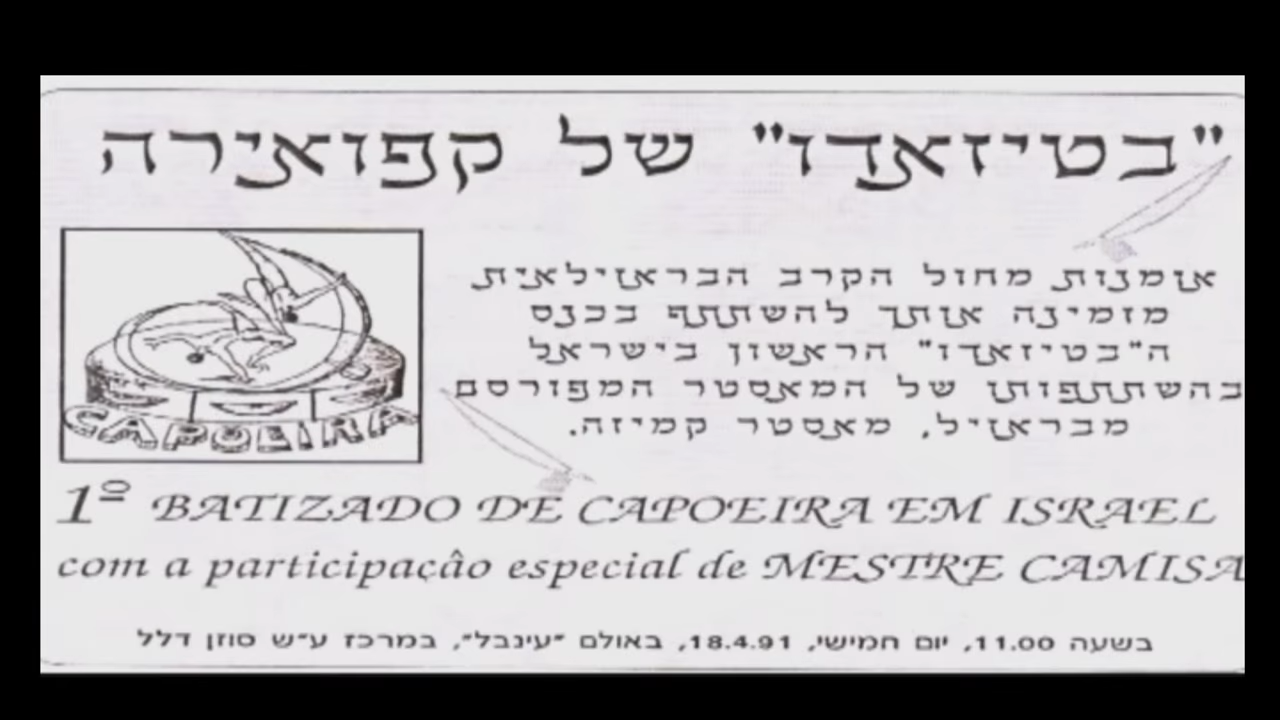 "בטיזאדו" של קפואירה
אומנות מחול הקרב הבראזילאית
מזמינה אותך להשתתף בכנס
ה"בטיזאדו" הראשון בישראל
בהשתתפותו של המאסטר המפורסם
מבראזיל, מאסטר קמיזה.
CAPOEIRA
1º BATIZADO DE CAPOEIRA EM ISRAEL
com a participação especial de MESTRE CAMISA
בשעה 11.00, יום חמישי, 18.4.91, באולם "עינבל", במרכז ע"ש סוזן דלל